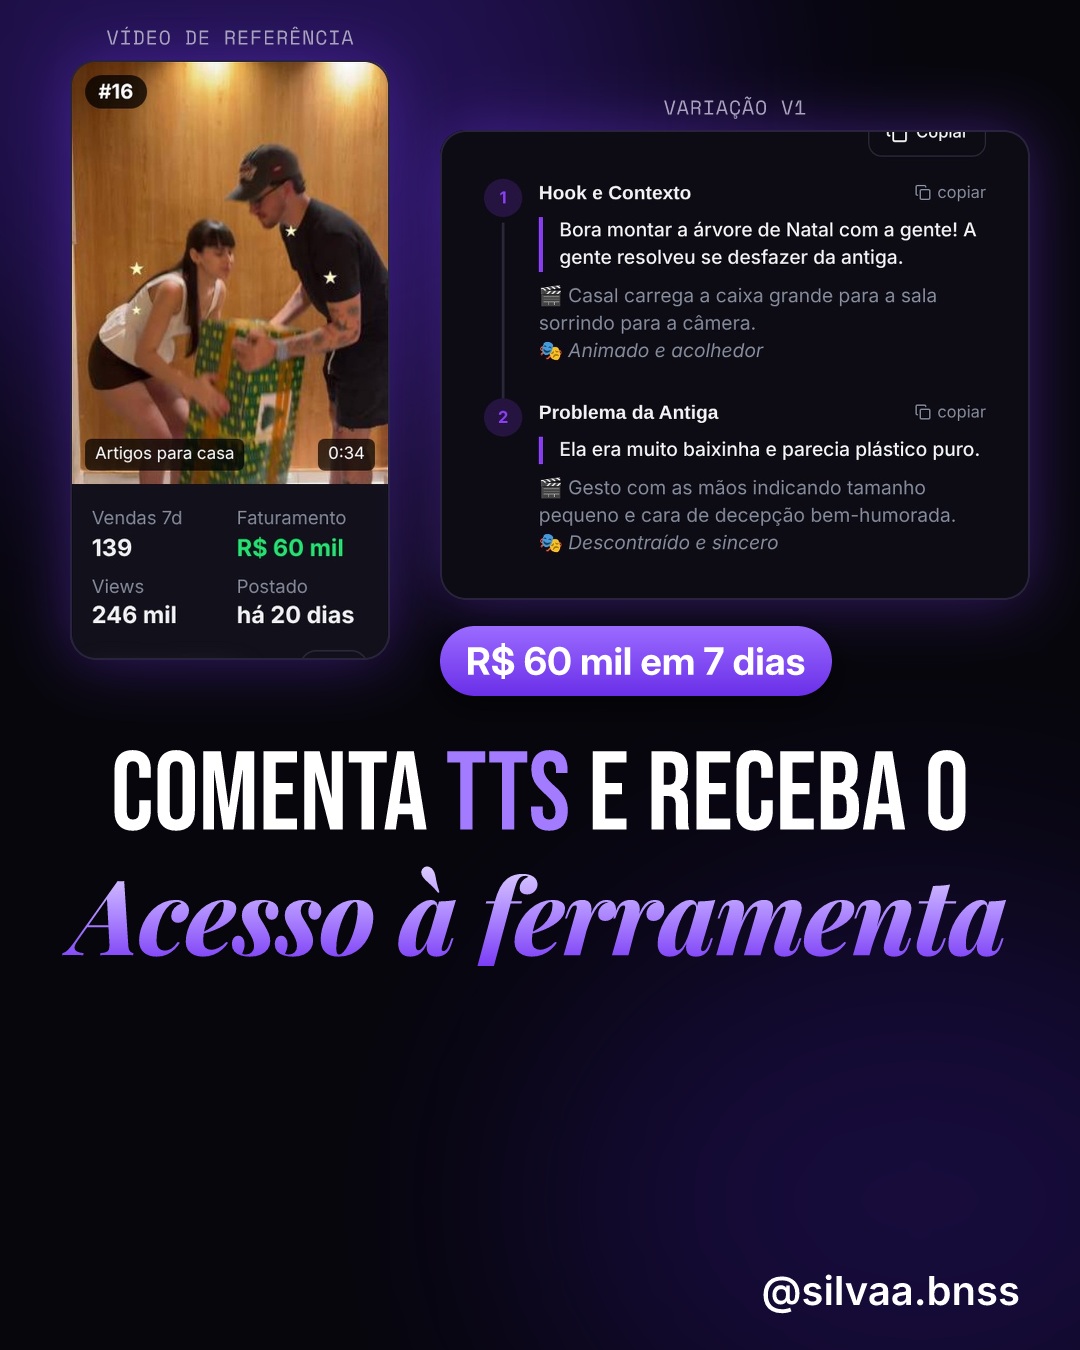 VÍDEO DE REFERÊNCIA
#16
Artigos para casa
0:34
Vendas 7d
Faturamento
139
R$ 60 mil
Views
Postado
246 mil
há 20 dias
VARIAÇÃO V1
Copiar
1
Hook e Contexto
copiar
Bora montar a árvore de Natal com a gente! A
gente resolveu se desfazer da antiga.
🎬 Casal carrega a caixa grande para a sala
sorrindo para a câmera.
🎭 Animado e acolhedor
2
Problema da Antiga
copiar
Ela era muito baixinha e parecia plástico puro.
🎬 Gesto com as mãos indicando tamanho
pequeno e cara de decepção bem-humorada.
🎭 Descontraído e sincero
R$ 60 mil em 7 dias
COMENTA TTS E RECEBA O
Acesso à ferramenta
@silvaa.bnss